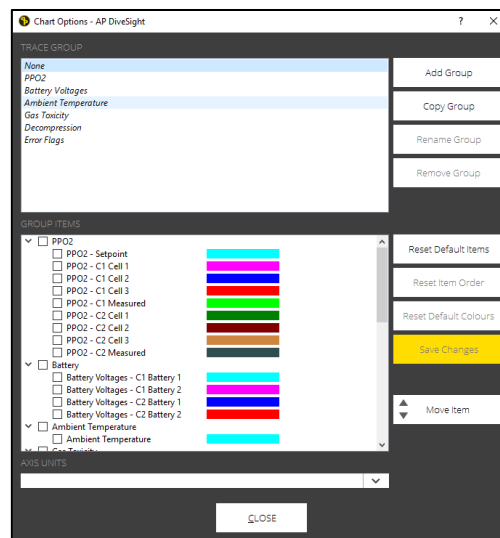 Chart Options - AP DiveSight
?
TRACE GROUP
None
PPO2
Battery Voltages
Ambient Temperature
Gas Toxicity
Decompression
Error Flags
Add Group
Copy Group
Rename Group
Remove Group
GROUP ITEMS
PPO2
PPO2 - Setpoint
PPO2 - C1 Cell 1
PPO2 - C1 Cell 2
PPO2 - C1 Cell 3
PPO2 - C1 Measured
PPO2 - C2 Cell 1
PPO2 - C2 Cell 2
PPO2 - C2 Cell 3
PPO2 - C2 Measured
Battery
Battery Voltages - C1 Battery 1
Battery Voltages - C1 Battery 2
Battery Voltages - C2 Battery 1
Battery Voltages - C2 Battery 2
Ambient Temperature
Ambient Temperature
Gas Toxicity
Reset Default Items
Reset Item Order
Reset Default Colours
Save Changes
Move Item
AXIS UNITS
CLOSE